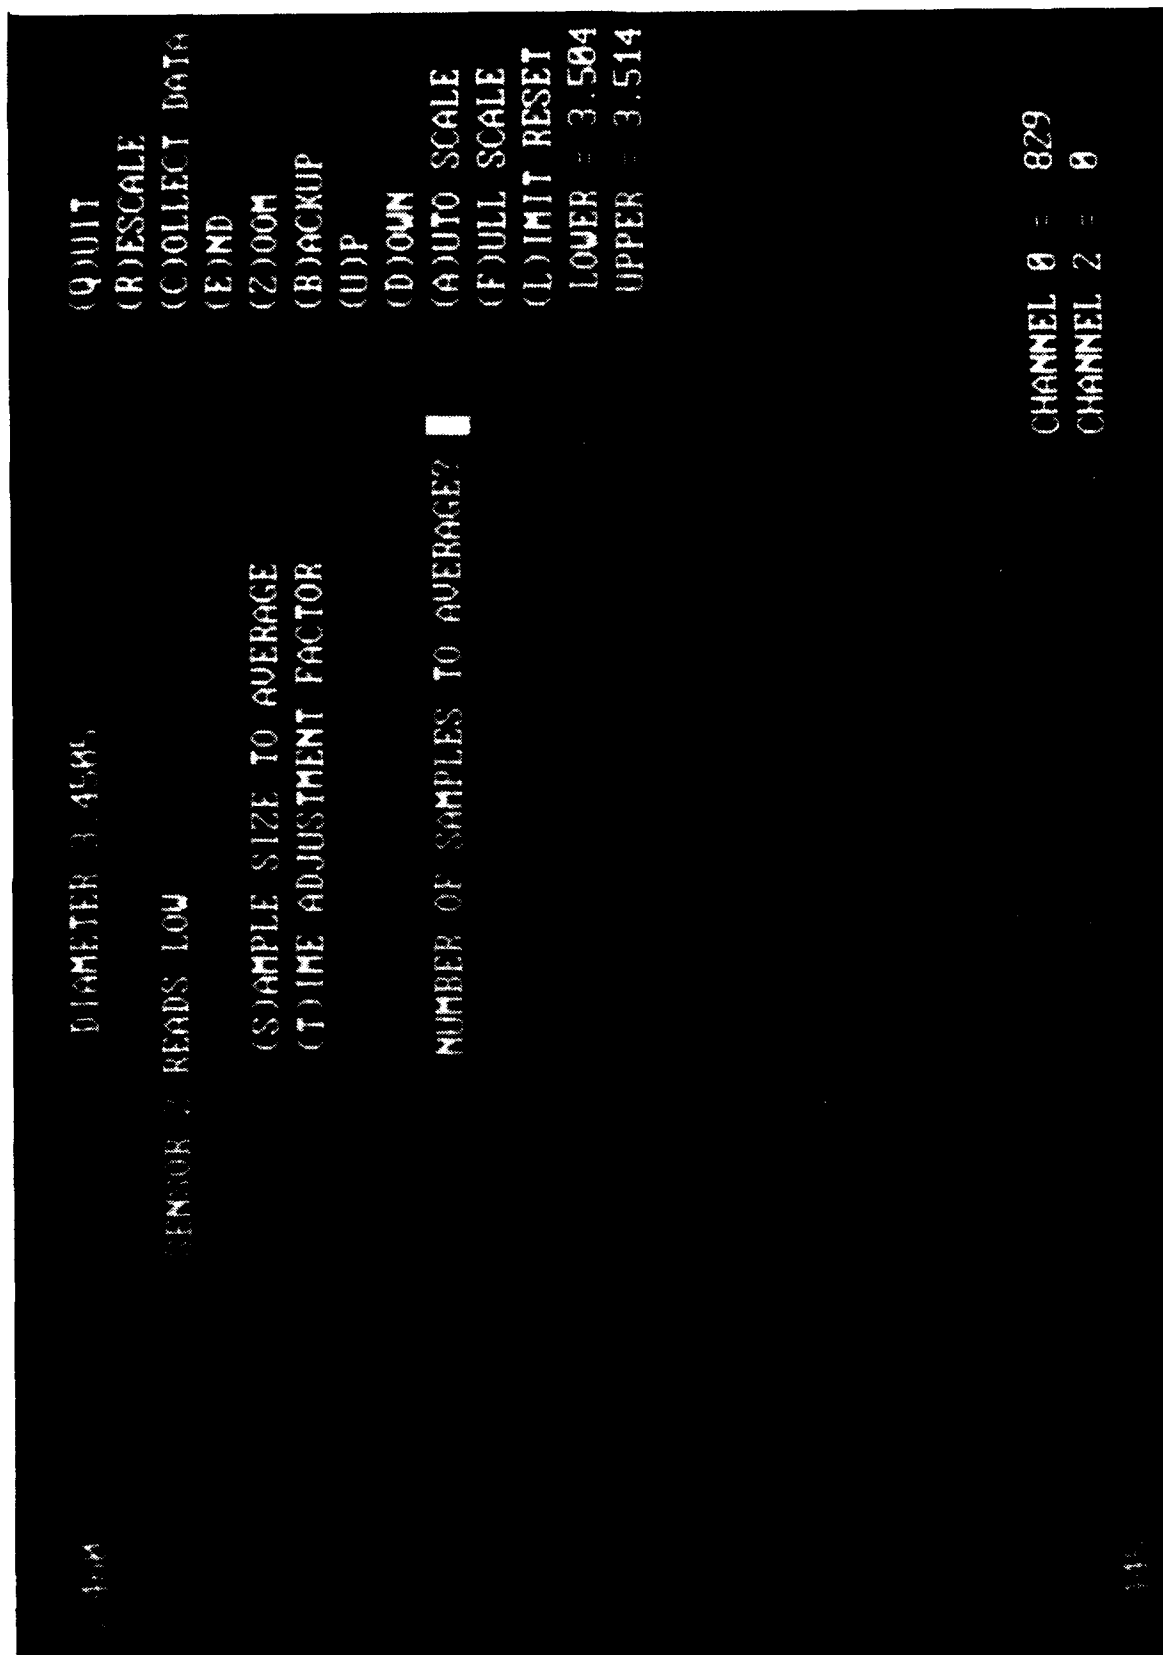 DIAMETER
(Q)UIT
(R)ESCALE
SENSOR 2 READS LOW
(C)OLLECT DATA
(E)ND
(S)AMPLE SIZE TO AVERAGE
(Z)OOM
(T)IME ADJUSTMENT FACTOR
(B)ACKUP
(U)P
(D)OWN
NUMBER OF SAMPLES TO AVERAGE?
(A)UTO SCALE
(F)ULL SCALE
(L)IMIT RESET
LOWER = 3.504
UPPER = 3.514
CHANNEL 0 = 829
CHANNEL 2 = 0